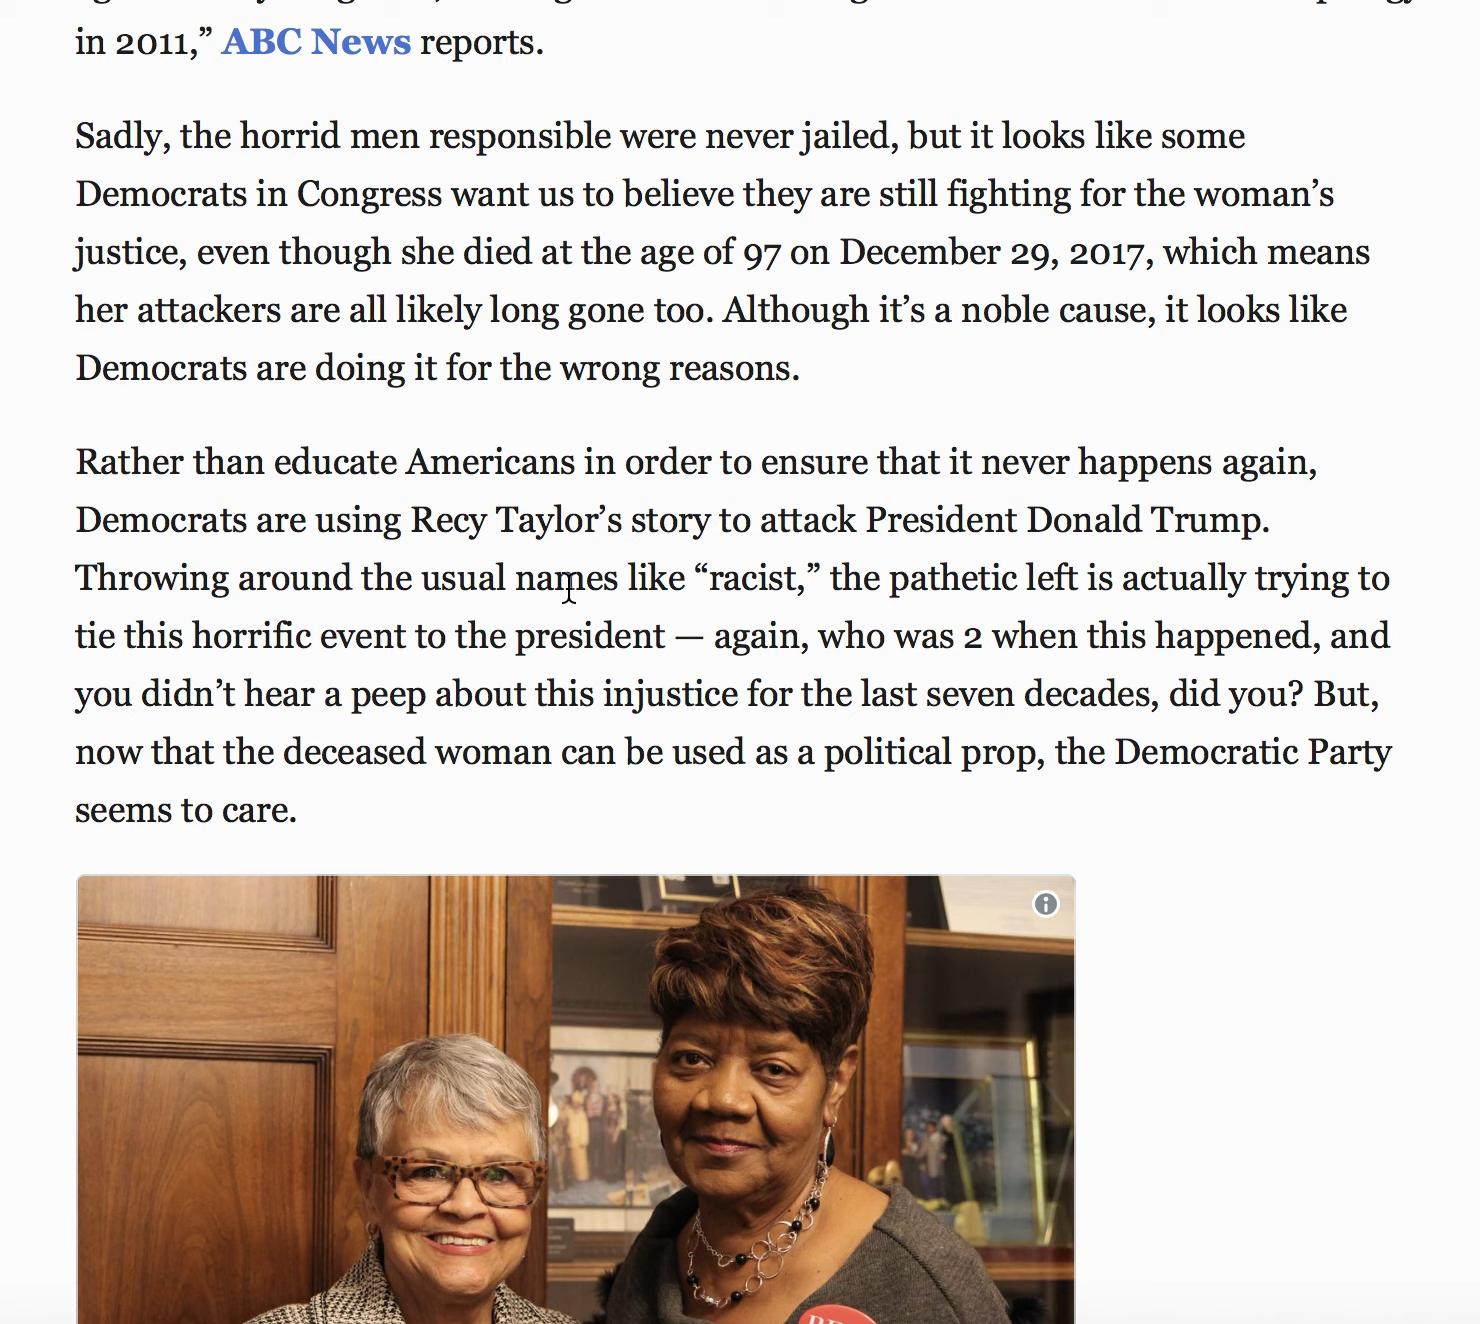 in 2011,” ABC News reports.
Sadly, the horrid men responsible were never jailed, but it looks like some
Democrats in Congress want us to believe they are still fighting for the woman’s
justice, even though she died at the age of 97 on December 29, 2017, which means
her attackers are all likely long gone too. Although it’s a noble cause, it looks like
Democrats are doing it for the wrong reasons.
Rather than educate Americans in order to ensure that it never happens again,
Democrats are using Recy Taylor’s story to attack President Donald Trump.
Throwing around the usual names like “racist,” the pathetic left is actually trying to
tie this horrific event to the president — again, who was 2 when this happened, and
you didn’t hear a peep about this injustice for the last seven decades, did you? But,
now that the deceased woman can be used as a political prop, the Democratic Party
seems to care.